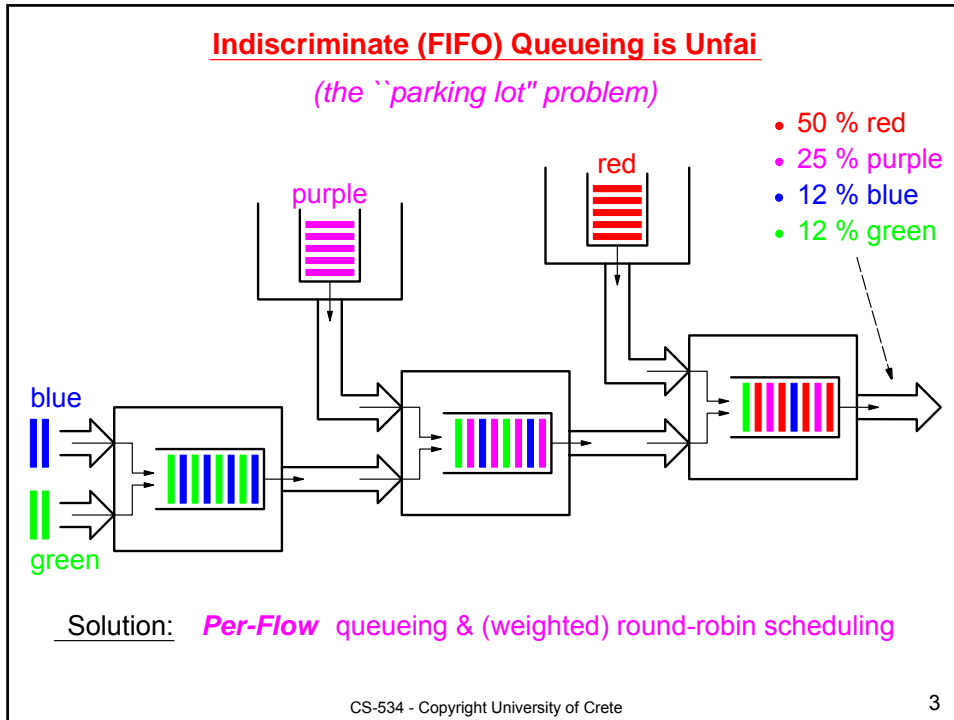 Indiscriminate (FIFO) Queueing is Unfai
(the ``parking lot" problem)
• 50 % red
• 25 % purple
• 12 % blue
• 12 % green
red
purple
blue
green
Solution: Per-Flow queueing & (weighted) round-robin scheduling
CS-534 - Copyright University of Crete
3